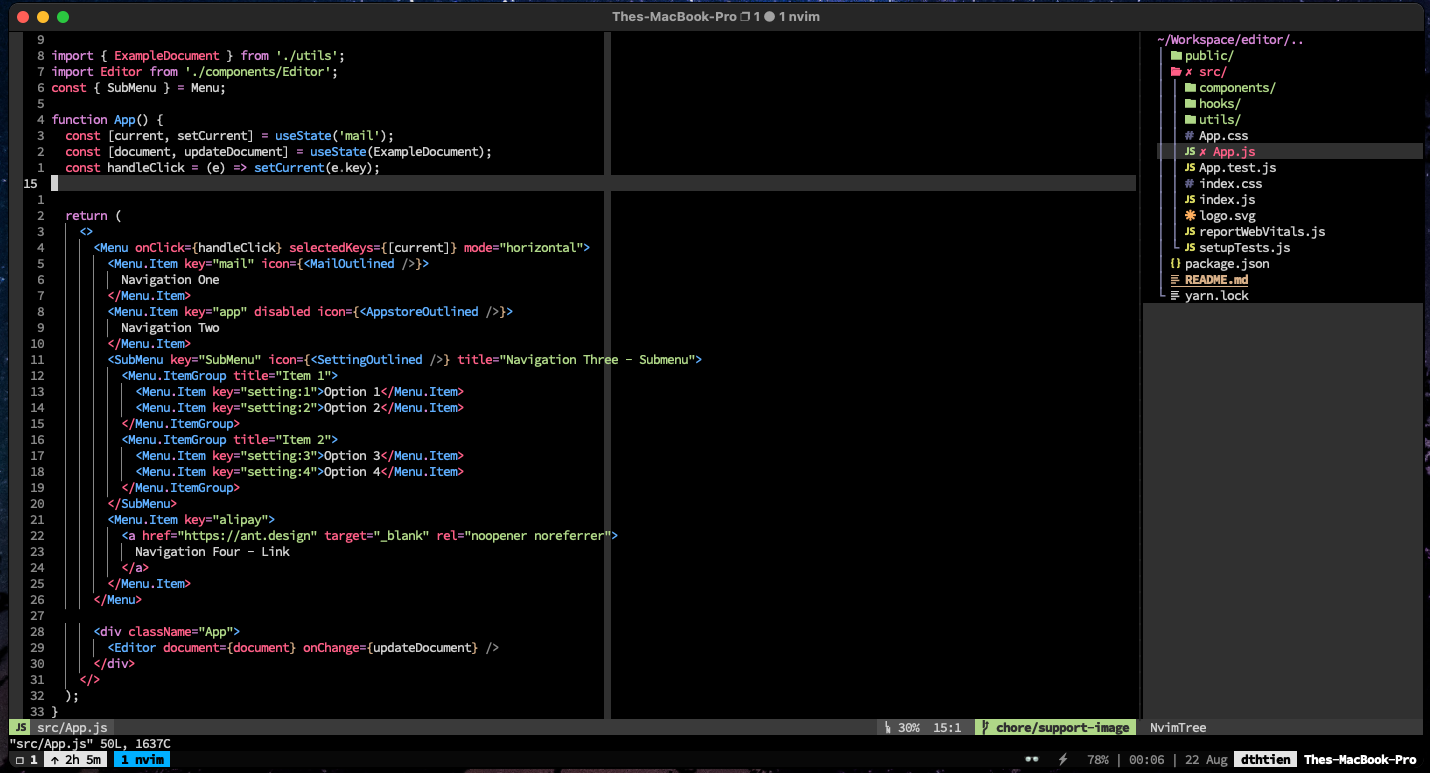 Thes-MacBook-Pro ❐ 1 ● 1 nvim
9
8 import { ExampleDocument } from './utils';
7 import Editor from './components/Editor';
6 const { SubMenu } = Menu;
5
4 function App() {
3   const [current, setCurrent] = useState('mail');
2   const [document, updateDocument] = useState(ExampleDocument);
1   const handleClick = (e) => setCurrent(e.key);
15
1
2   return (
3     <>
4       <Menu onClick={handleClick} selectedKeys={[current]} mode="horizontal">
5         <Menu.Item key="mail" icon={<MailOutlined />}>
6           Navigation One
7         </Menu.Item>
8         <Menu.Item key="app" disabled icon={<AppstoreOutlined />}>
9           Navigation Two
10         </Menu.Item>
11         <SubMenu key="SubMenu" icon={<SettingOutlined />} title="Navigation Three - Submenu">
12           <Menu.ItemGroup title="Item 1">
13             <Menu.Item key="setting:1">Option 1</Menu.Item>
14             <Menu.Item key="setting:2">Option 2</Menu.Item>
15           </Menu.ItemGroup>
16           <Menu.ItemGroup title="Item 2">
17             <Menu.Item key="setting:3">Option 3</Menu.Item>
18             <Menu.Item key="setting:4">Option 4</Menu.Item>
19           </Menu.ItemGroup>
20         </SubMenu>
21         <Menu.Item key="alipay">
22           <a href="https://ant.design" target="_blank" rel="noopener noreferrer">
23             Navigation Four - Link
24           </a>
25         </Menu.Item>
26       </Menu>
27
28       <div className="App">
29         <Editor document={document} onChange={updateDocument} />
30       </div>
31     </>
32   );
33 }
~/Workspace/editor/..
public/
✗ src/
components/
hooks/
utils/
# App.css
JS ✗ App.js
JS App.test.js
# index.css
JS index.js
logo.svg
JS reportWebVitals.js
JS setupTests.js
{} package.json
README.md
yarn.lock
JS src/App.js
30% 15:1 chore/support-image
NvimTree
"src/App.js" 50L, 1637C
❐ 1 ↑ 2h 5m 1 nvim
78% | 00:06 | 22 Aug dthtien Thes-MacBook-Pro